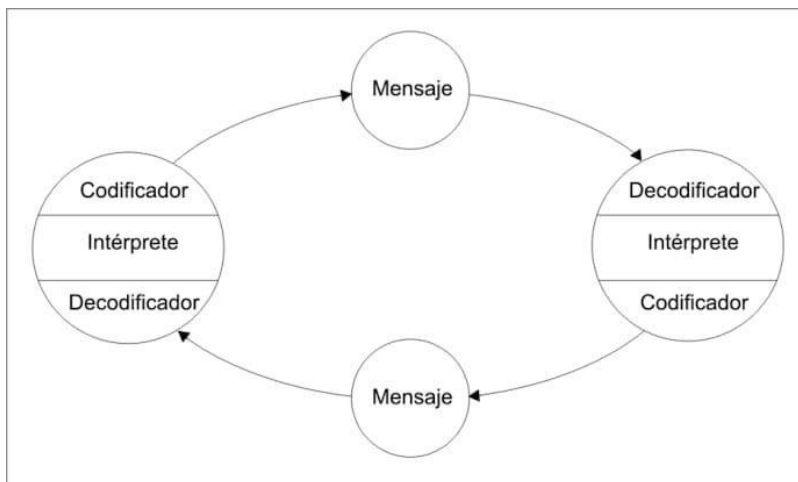 Mensaje
Codificador
Intérprete
Decodificador
Decodificador
Intérprete
Codificador
Mensaje